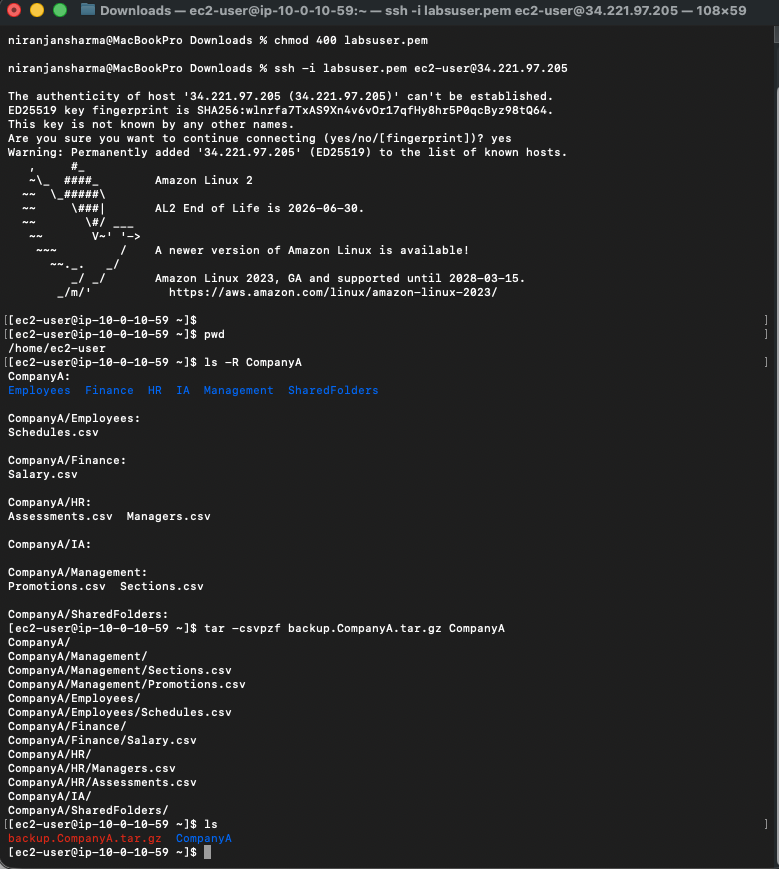 Downloads — ec2-user@ip-10-0-10-59:~ — ssh -i labsuser.pem ec2-user@34.221.97.205 — 108×59
niranjansharma@MacBookPro Downloads % chmod 400 labsuser.pem
niranjansharma@MacBookPro Downloads % ssh -i labsuser.pem ec2-user@34.221.97.205
The authenticity of host '34.221.97.205 (34.221.97.205)' can't be established.
ED25519 key fingerprint is SHA256:wlnrfa7TxAS9Xn4v6vOr17qfHy8hr5P0qcByz98tQ64.
This key is not known by any other names.
Are you sure you want to continue connecting (yes/no/[fingerprint])? yes
Warning: Permanently added '34.221.97.205' (ED25519) to the list of known hosts.
   ,     #_
   ~\_  ####_        Amazon Linux 2
  ~~  \_#####\
  ~~     \###|       AL2 End of Life is 2026-06-30.
  ~~       \#/ ___
   ~~       V~' '->
    ~~~         /    A newer version of Amazon Linux is available!
      ~~._.   _/
         _/ _/       Amazon Linux 2023, GA and supported until 2028-03-15.
       _/m/'           https://aws.amazon.com/linux/amazon-linux-2023/
[[ec2-user@ip-10-0-10-59 ~]$ ]
[[ec2-user@ip-10-0-10-59 ~]$ pwd ]
/home/ec2-user
[[ec2-user@ip-10-0-10-59 ~]$ ls -R CompanyA ]
CompanyA:
Employees  Finance  HR  IA  Management  SharedFolders
CompanyA/Employees:
Schedules.csv
CompanyA/Finance:
Salary.csv
CompanyA/HR:
Assessments.csv  Managers.csv
CompanyA/IA:
CompanyA/Management:
Promotions.csv  Sections.csv
CompanyA/SharedFolders:
[ec2-user@ip-10-0-10-59 ~]$ tar -csvpzf backup.CompanyA.tar.gz CompanyA
CompanyA/
CompanyA/Management/
CompanyA/Management/Sections.csv
CompanyA/Management/Promotions.csv
CompanyA/Employees/
CompanyA/Employees/Schedules.csv
CompanyA/Finance/
CompanyA/Finance/Salary.csv
CompanyA/HR/
CompanyA/HR/Managers.csv
CompanyA/HR/Assessments.csv
CompanyA/IA/
CompanyA/SharedFolders/
[[ec2-user@ip-10-0-10-59 ~]$ ls ]
backup.CompanyA.tar.gz  CompanyA
[ec2-user@ip-10-0-10-59 ~]$